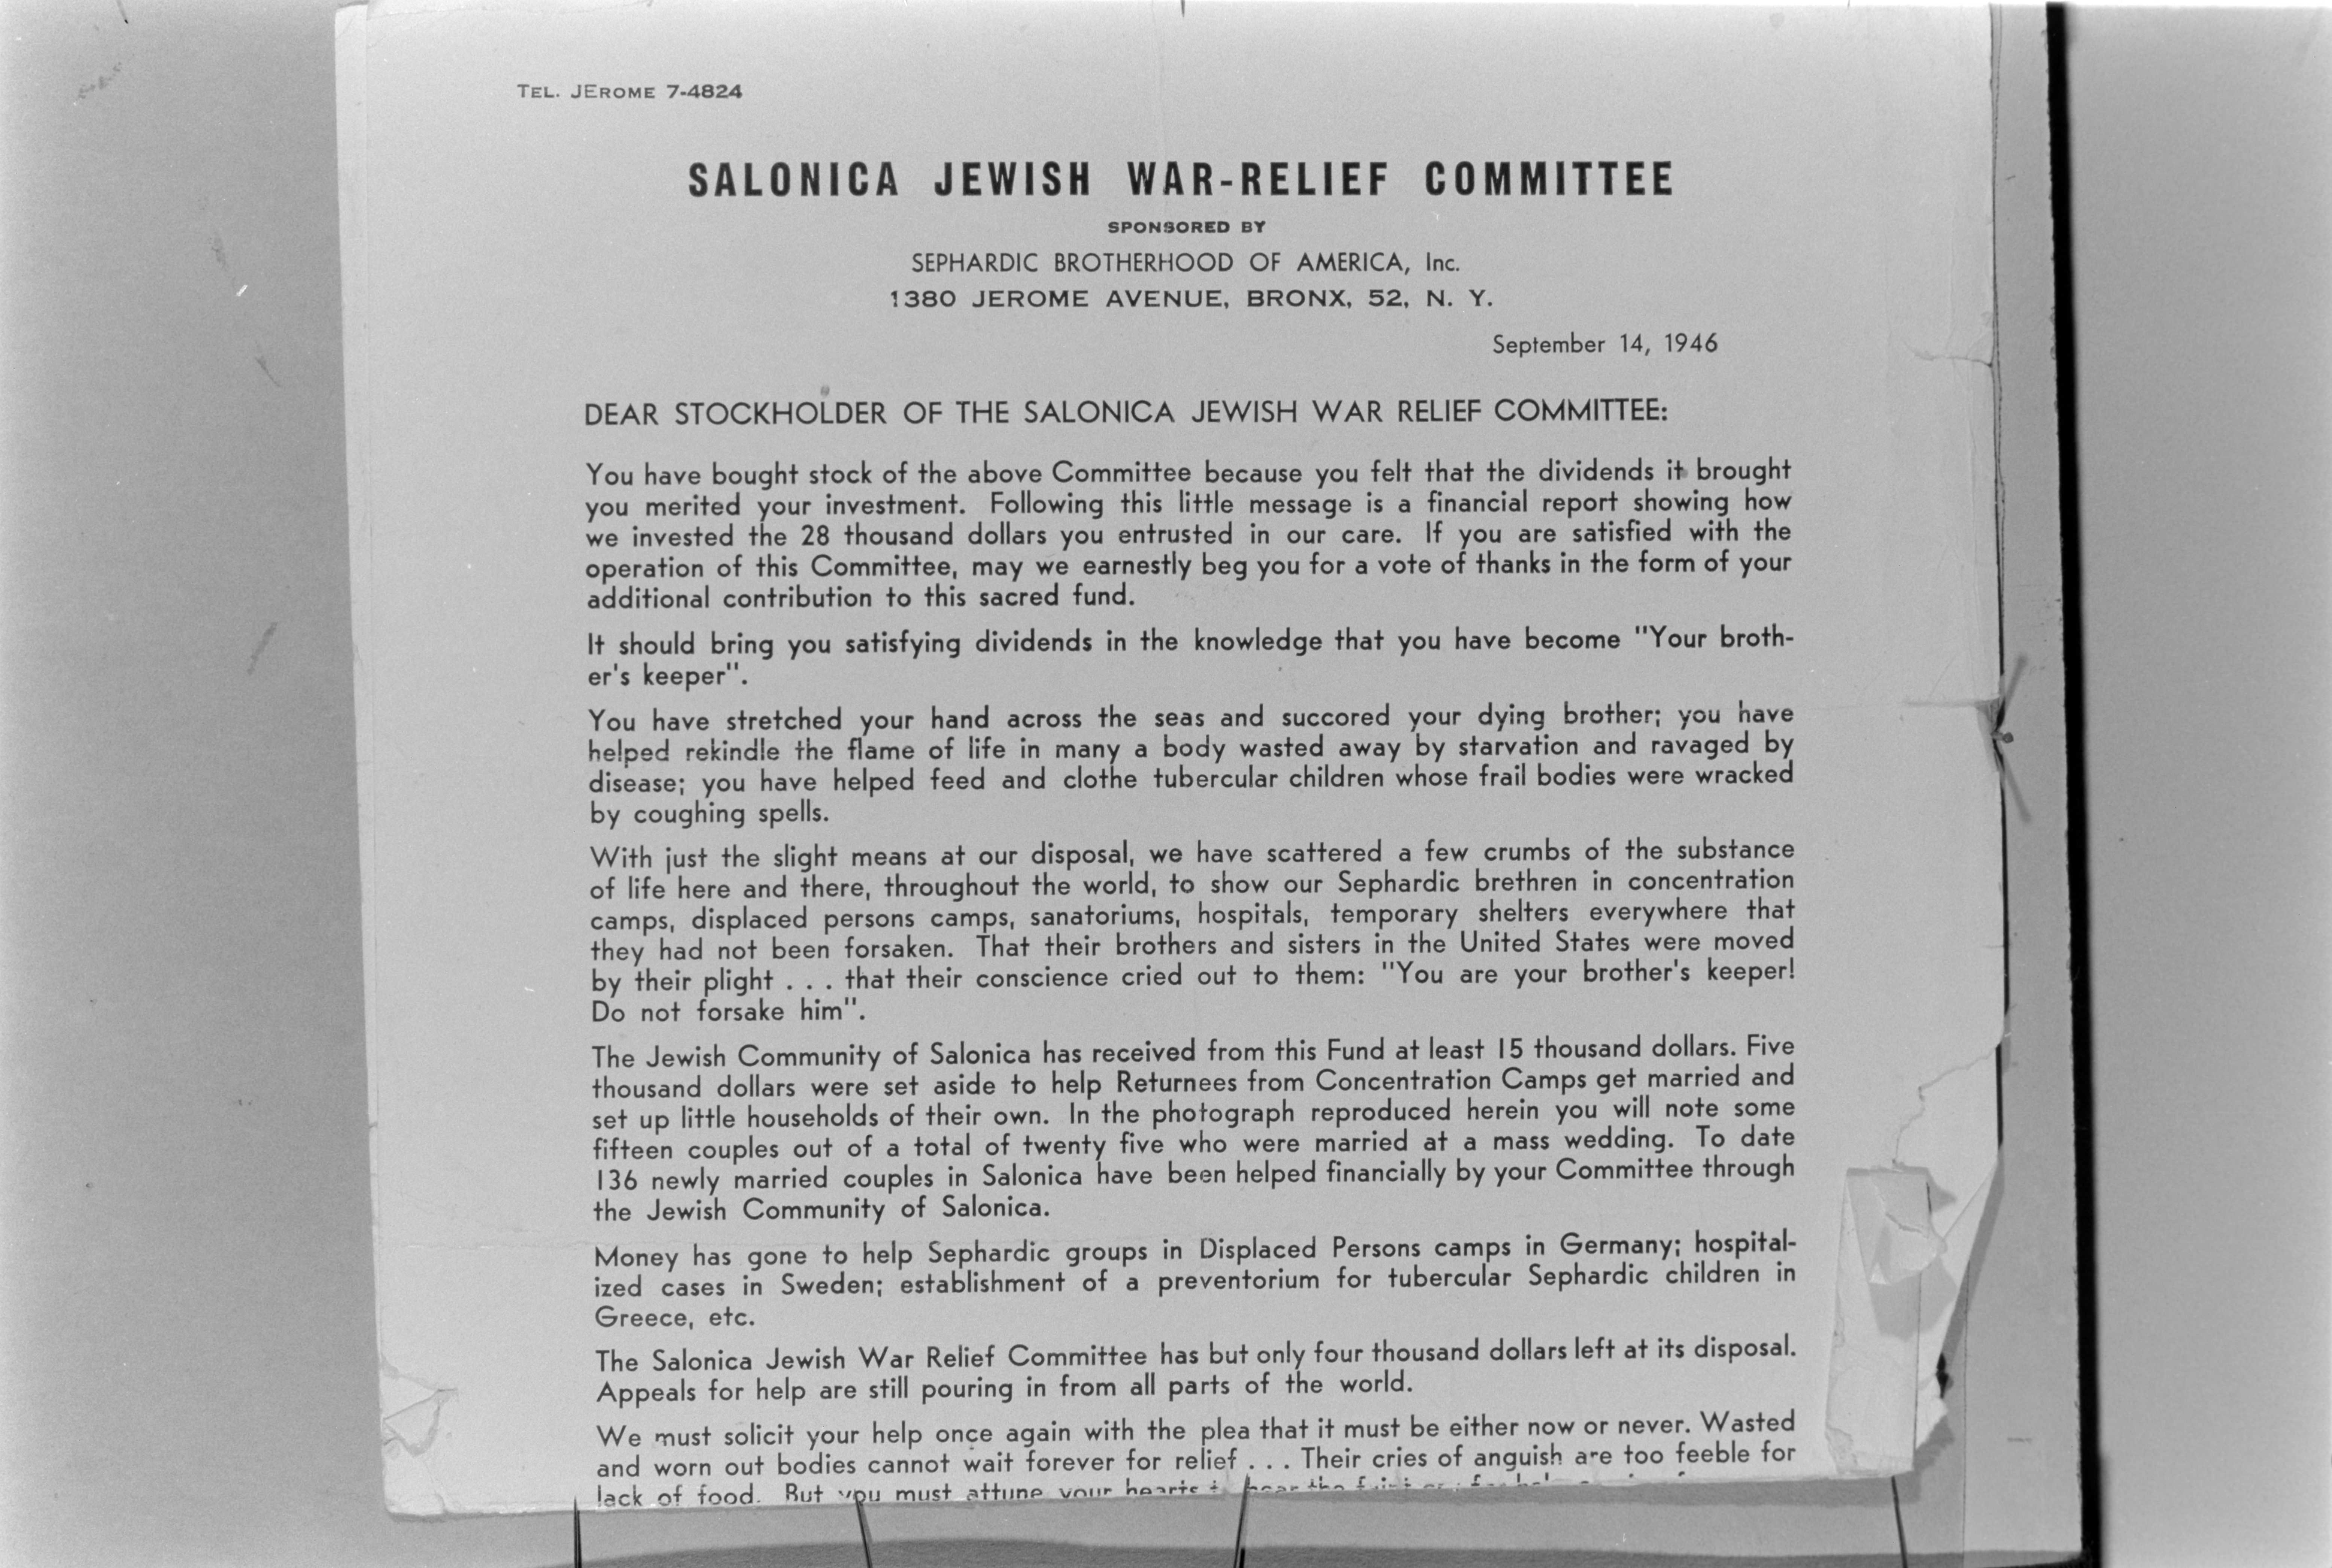 TEL. JEROME 7-4824
SALONICA JEWISH WAR-RELIEF COMMITTEE
SPONSORED BY
SEPHARDIC BROTHERHOOD OF AMERICA, Inc.
1380 JEROME AVENUE, BRONX, 52, N. Y.
September 14, 1946
DEAR STOCKHOLDER OF THE SALONICA JEWISH WAR RELIEF COMMITTEE:
You have bought stock of the above Committee because you felt that the dividends it brought
you merited your investment. Following this little message is a financial report showing how
we invested the 28 thousand dollars you entrusted in our care. If you are satisfied with the
operation of this Committee, may we earnestly beg you for a vote of thanks in the form of your
additional contribution to this sacred fund.
It should bring you satisfying dividends in the knowledge that you have become "Your broth-
er's keeper".
You have stretched your hand across the seas and succored your dying brother; you have
helped rekindle the flame of life in many a body wasted away by starvation and ravaged by
disease; you have helped feed and clothe tubercular children whose frail bodies were wracked
by coughing spells.
With just the slight means at our disposal, we have scattered a few crumbs of the substance
of life here and there, throughout the world, to show our Sephardic brethren in concentration
camps, displaced persons camps, sanatoriums, hospitals, temporary shelters everywhere that
they had not been forsaken. That their brothers and sisters in the United States were moved
by their plight . . . that their conscience cried out to them: "You are your brother's keeper!
Do not forsake him".
The Jewish Community of Salonica has received from this Fund at least 15 thousand dollars. Five
thousand dollars were set aside to help Returnees from Concentration Camps get married and
set up little households of their own. In the photograph reproduced herein you will note some
fifteen couples out of a total of twenty five who were married at a mass wedding. To date
136 newly married couples in Salonica have been helped financially by your Committee through
the Jewish Community of Salonica.
Money has gone to help Sephardic groups in Displaced Persons camps in Germany; hospital-
ized cases in Sweden; establishment of a preventorium for tubercular Sephardic children in
Greece, etc.
The Salonica Jewish War Relief Committee has but only four thousand dollars left at its disposal.
Appeals for help are still pouring in from all parts of the world.
We must solicit your help once again with the plea that it must be either now or never. Wasted
and worn out bodies cannot wait forever for relief . . . Their cries of anguish are too feeble for
lack of food. But you must attune your hearts